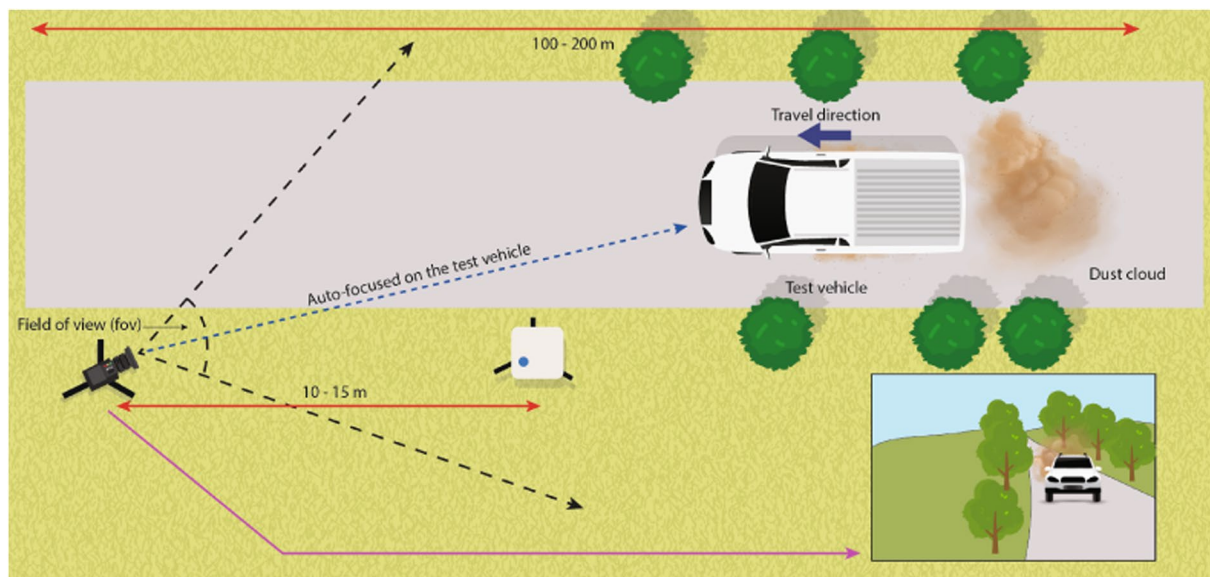 100 - 200 m
Travel direction
Auto-focused on the test vehicle
Test vehicle
Dust cloud
Field of view (fov)
10 - 15 m